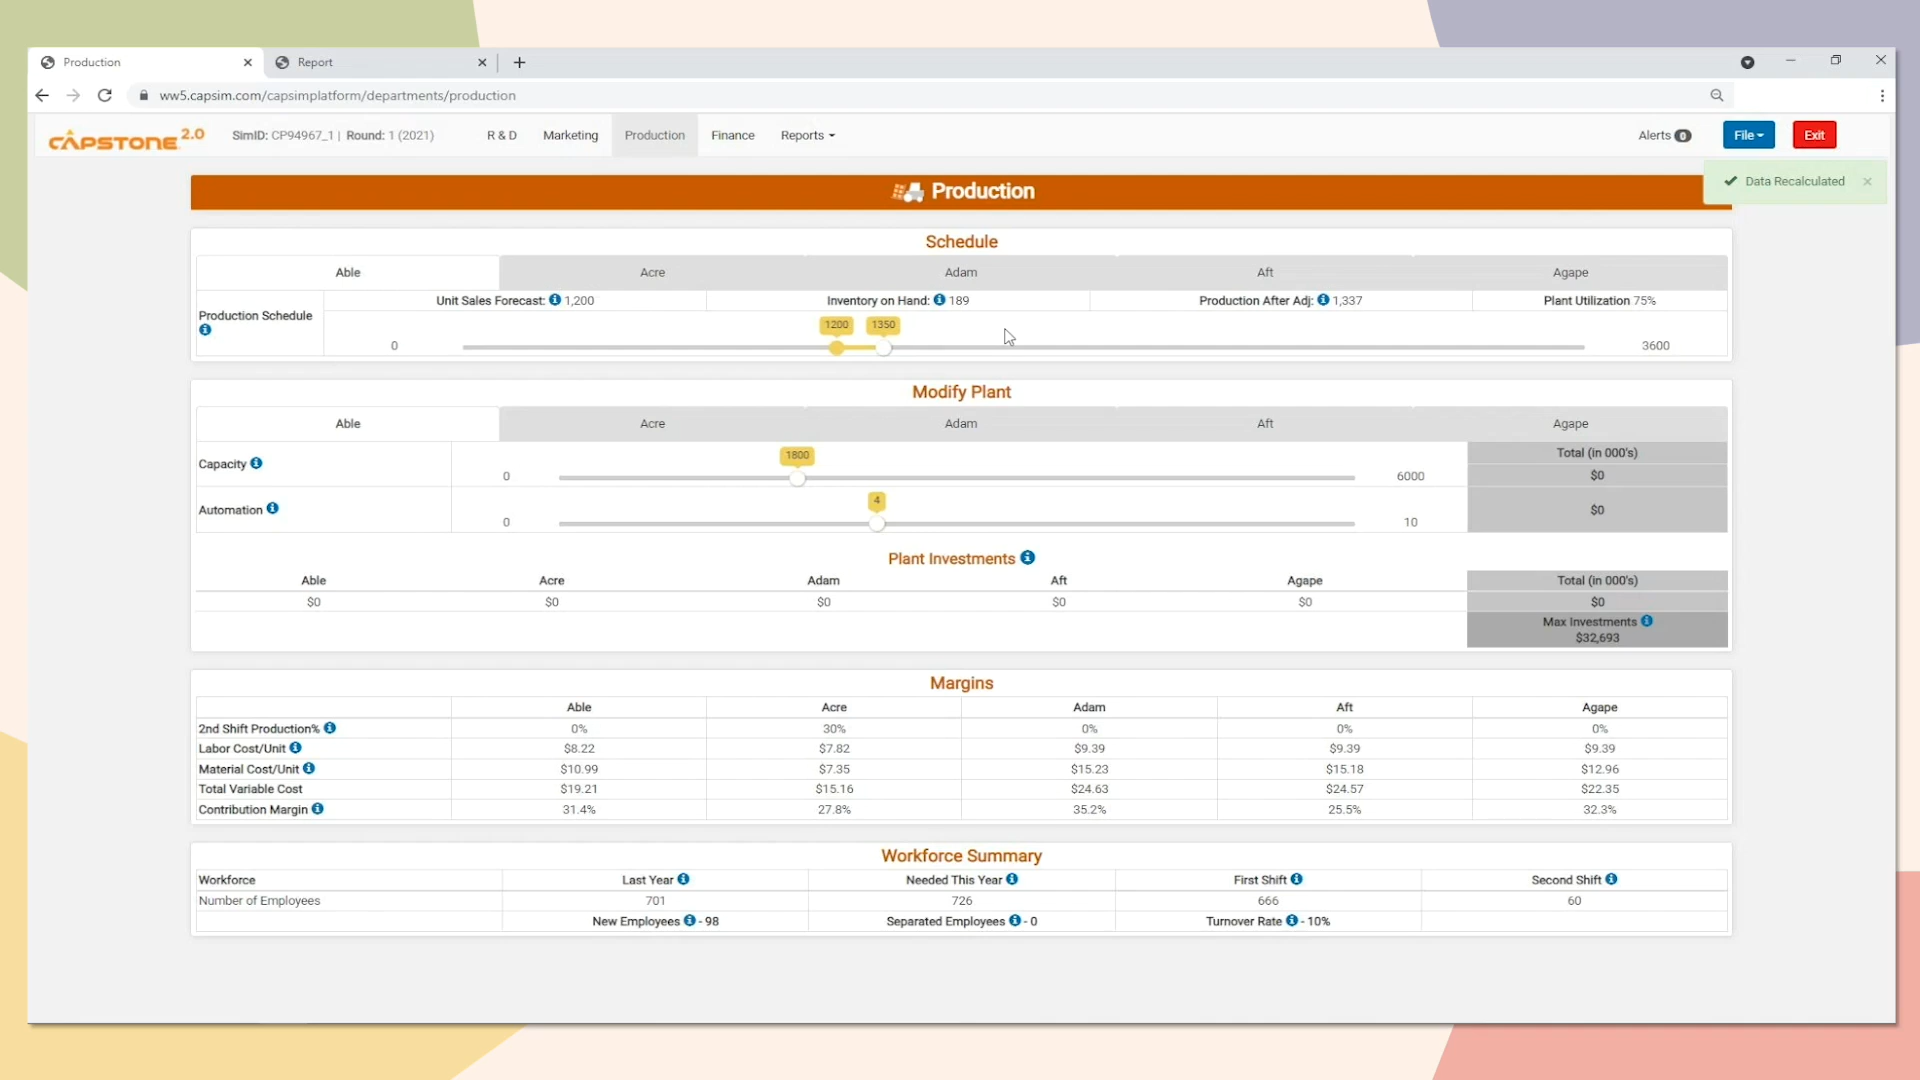 Production
Report
ww5.capsim.com/capsimplatform/departments/production
CAPSTONE 2.0
SimID: CP94967_1 | Round: 1 (2021)
R & D
Marketing
Production
Finance
Reports
Alerts 0
File
Exit
Data Recalculated
Production
Schedule
Able Acre Adam Aft Agape
Production Schedule
Unit Sales Forecast: 1,200 Inventory on Hand: 189 Production After Adj: 1,337 Plant Utilization 75%
1200 1350
0 3600
Modify Plant
Able Acre Adam Aft Agape
Total (in 000's)
Capacity 0 1800 6000 $0
Automation 0 4 10 $0
Plant Investments
Able Acre Adam Aft Agape Total (in 000's)
$0 $0 $0 $0 $0 $0
Max Investments
$32,693
Margins
Able Acre Adam Aft Agape
2nd Shift Production% 0% 30% 0% 0% 0%
Labor Cost/Unit $8.22 $7.82 $9.39 $9.39 $9.39
Material Cost/Unit $10.99 $7.35 $15.23 $15.18 $12.96
Total Variable Cost $19.21 $15.16 $24.63 $24.57 $22.35
Contribution Margin 31.4% 27.8% 35.2% 25.5% 32.3%
Workforce Summary
Workforce Last Year Needed This Year First Shift Second Shift
Number of Employees 701 726 666 60
New Employees - 98 Separated Employees - 0 Turnover Rate - 10%